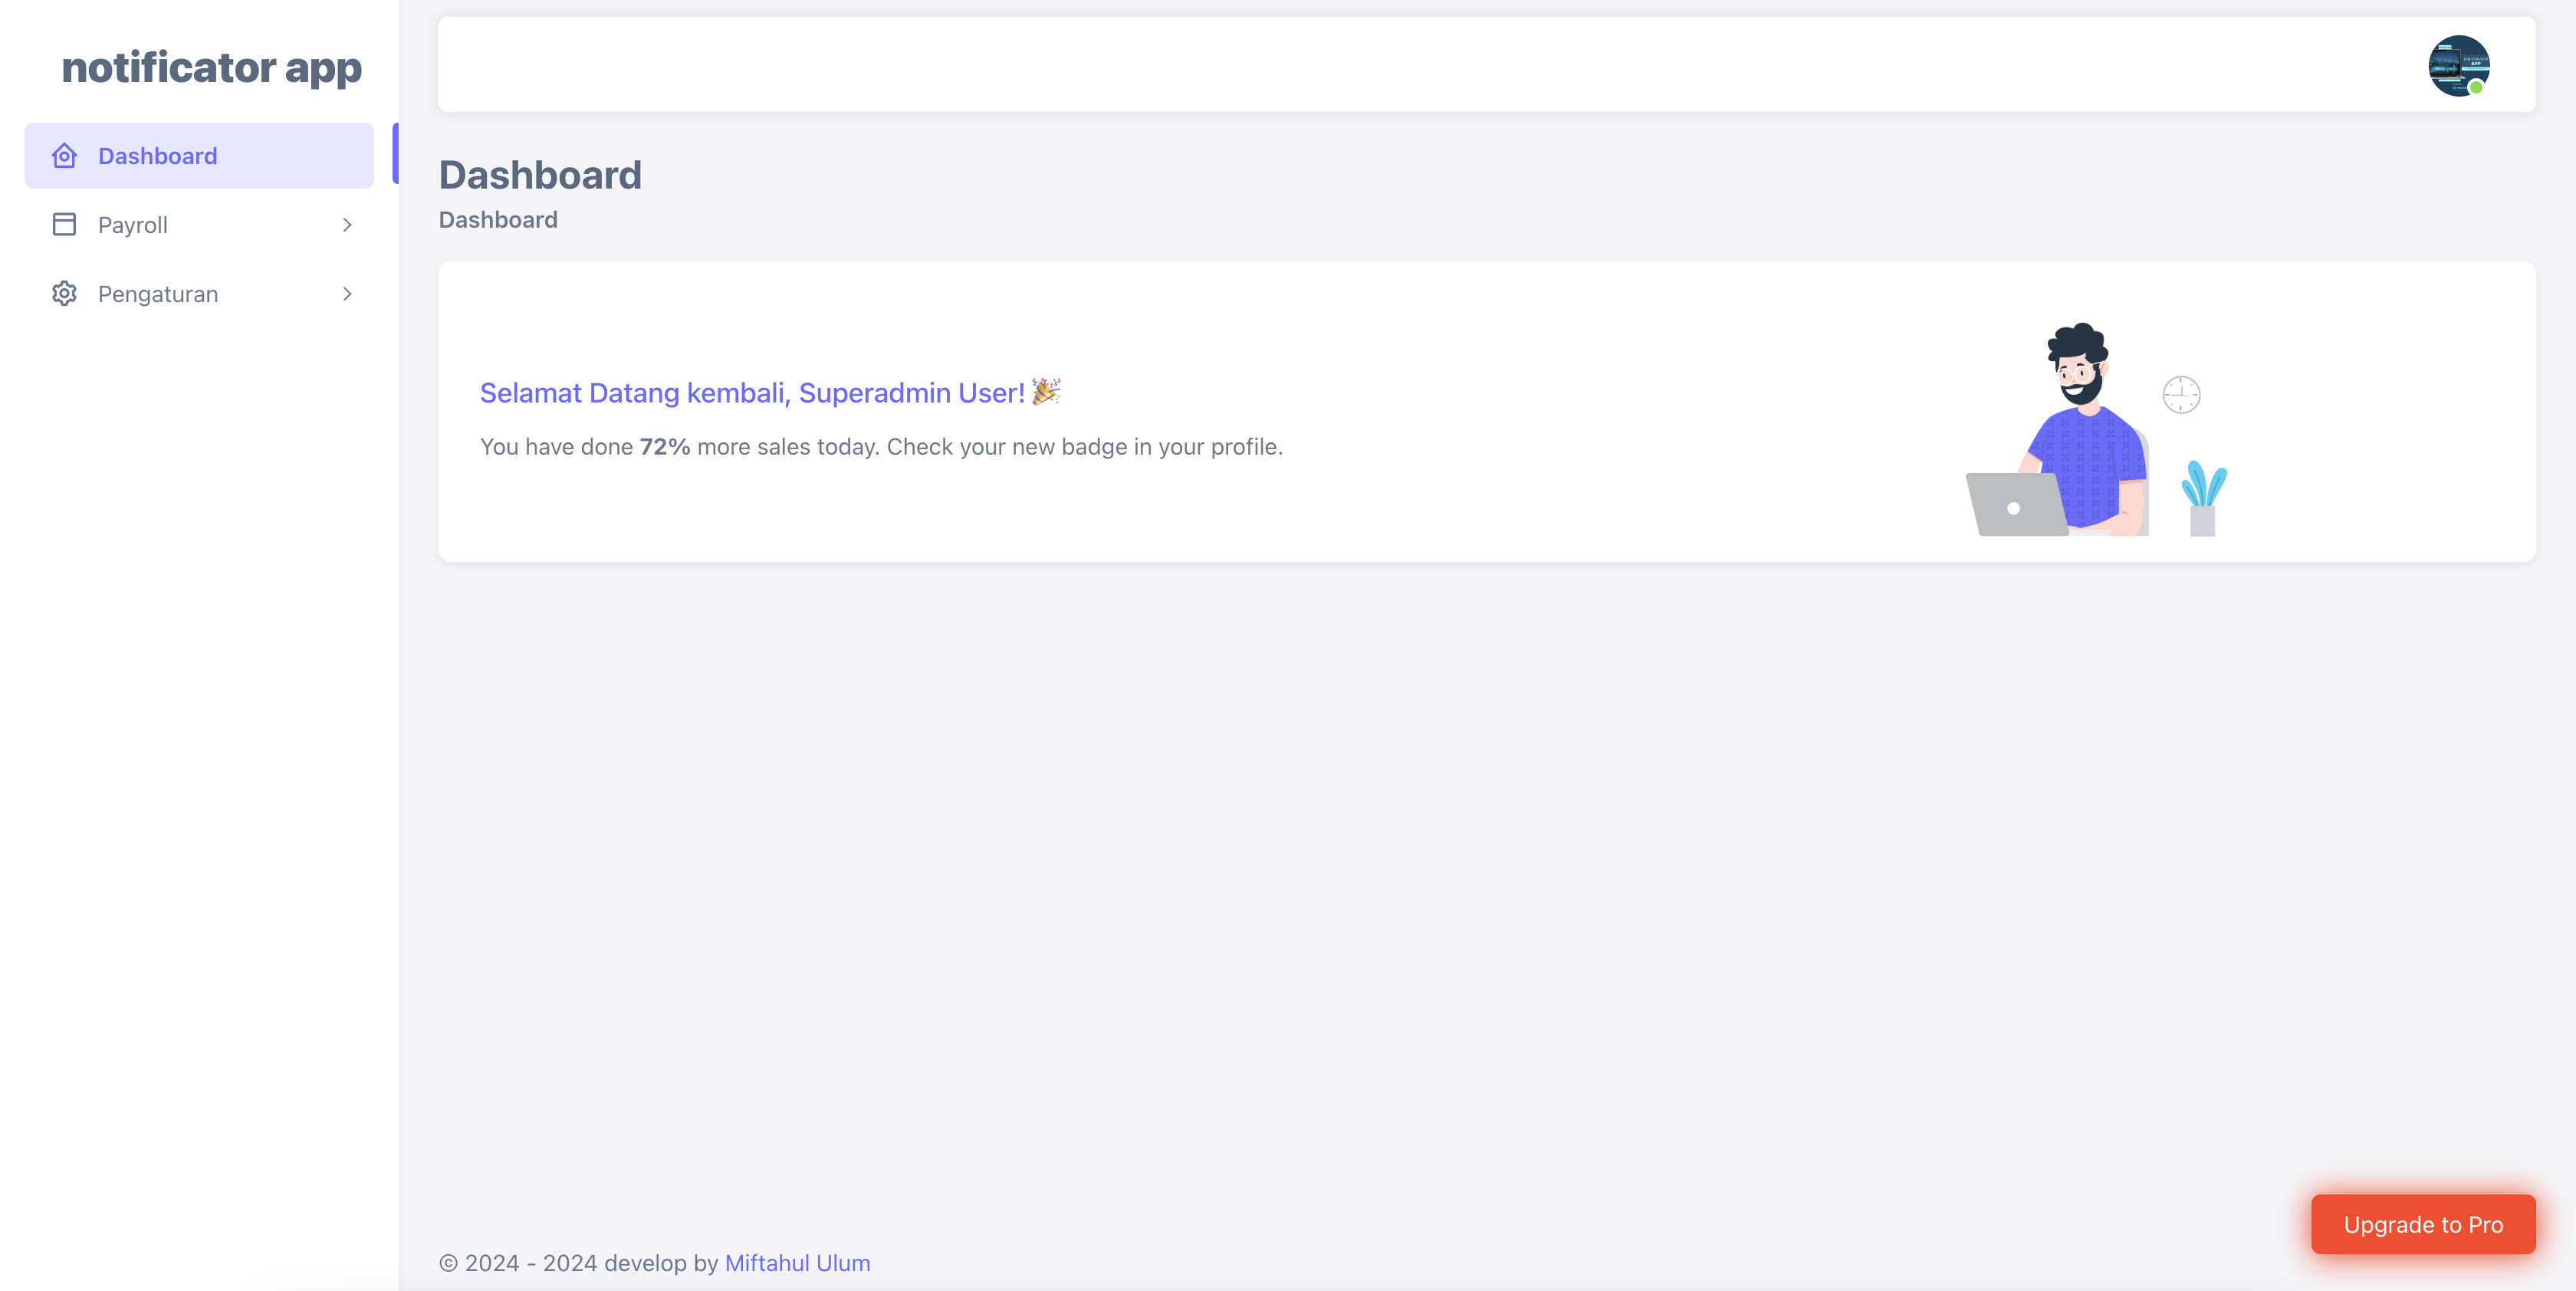 notificator app
Dashboard
Payroll
Pengaturan
Dashboard
Dashboard
Selamat Datang kembali, Superadmin User! 🎉
You have done 72% more sales today. Check your new badge in your profile.
Upgrade to Pro
© 2024 - 2024 develop by Miftahul Ulum